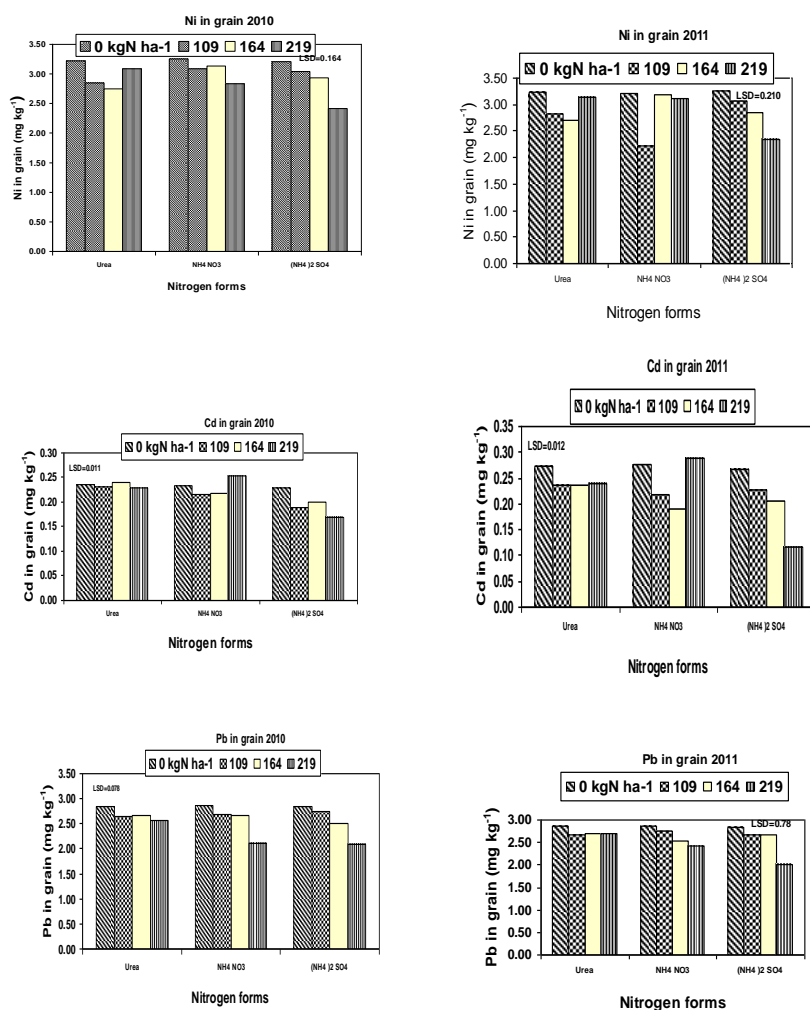 Ni in grain 2010
0 kgN ha-1 109 164 219
LSD=0.164
3.50
3.00
2.50
2.00
1.50
1.00
0.50
0.00
Ni in grain (mg kg-1)
Urea NH4 NO3 (NH4 )2 SO4
Nitrogen forms
Ni in grain 2011
0 kgN ha-1 109 164 219
LSD=0.210
3.50
3.00
2.50
2.00
1.50
1.00
0.50
0.00
Ni in grain (mg kg-1)
Urea NH4 NO3 (NH4 )2 SO4
Nitrogen forms
Cd in grain 2010
0 kgN ha-1 109 164 219
LSD=0.011
0.30
0.25
0.20
0.15
0.10
0.05
0.00
Cd in grain (mg kg-1)
Urea NH4 NO3 (NH4 )2 SO4
Nitrogen forms
Cd in grain 2011
0 kgN ha-1 109 164 219
LSD=0.012
0.35
0.30
0.25
0.20
0.15
0.10
0.05
0.00
Cd in grain (mg kg-1)
Urea NH4 NO3 (NH4 )2 SO4
Nitrogen forms
Pb in grain 2010
0 kgN ha-1 109 164 219
LSD=0.078
3.50
3.00
2.50
2.00
1.50
1.00
0.50
0.00
Pb in grain (mg kg-1)
Urea NH4 NO3 (NH4 )2 SO4
Nitrogen forms
Pb in grain 2011
0 kgN ha-1 109 164 219
LSD=0.78
3.00
2.50
2.00
1.50
1.00
0.50
0.00
Pb in grain (mg kg-1)
Urea NH4 NO3 (NH4 )2 SO4
Nitrogen forms